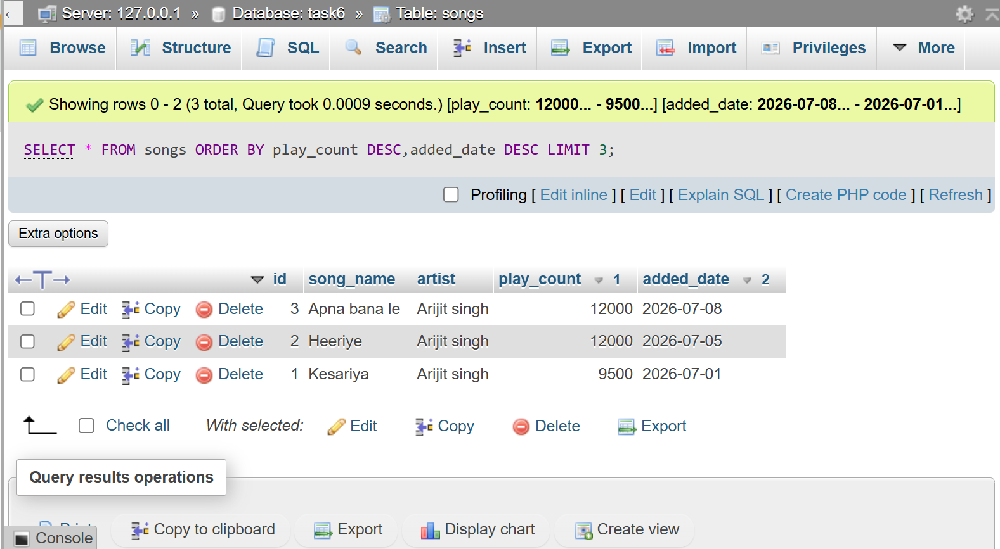 Server: 127.0.0.1 » Database: task6 » Table: songs
Browse Structure SQL Search Insert Export Import Privileges More
Showing rows 0 - 2 (3 total, Query took 0.0009 seconds.) [play_count: 12000... - 9500...] [added_date: 2026-07-08... - 2026-07-01...]
SELECT * FROM songs ORDER BY play_count DESC,added_date DESC LIMIT 3;
Profiling [ Edit inline ] [ Edit ] [ Explain SQL ] [ Create PHP code ] [ Refresh ]
Extra options
id song_name artist play_count 1 added_date 2
Edit Copy Delete 3 Apna bana le Arijit singh 12000 2026-07-08
Edit Copy Delete 2 Heeriye Arijit singh 12000 2026-07-05
Edit Copy Delete 1 Kesariya Arijit singh 9500 2026-07-01
Check all With selected: Edit Copy Delete Export
Query results operations
Print Copy to clipboard Export Display chart Create view
Console